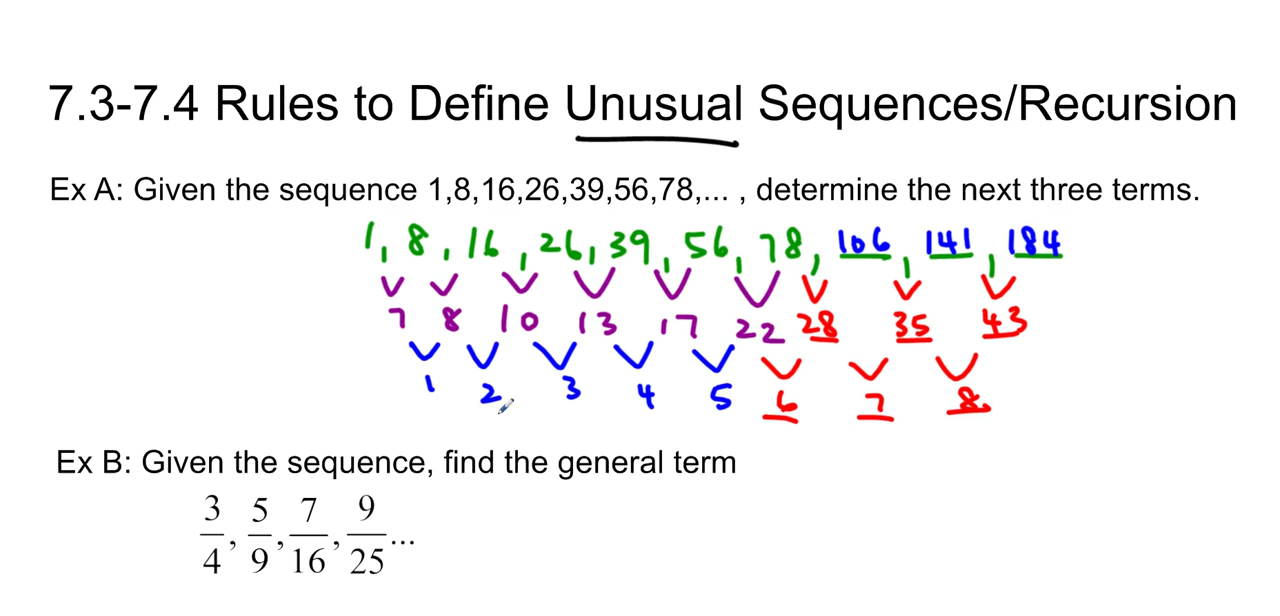 7.3-7.4 Rules to Define Unusual Sequences/Recursion
Ex A: Given the sequence 1,8,16,26,39,56,78,... , determine the next three terms.
1, 8, 16, 26, 39, 56, 78, 106, 141, 184
7 8 10 13 17 22 28 35 43
1 2 3 4 5 6 7 8
Ex B: Given the sequence, find the general term
3/4, 5/9, 7/16, 9/25...